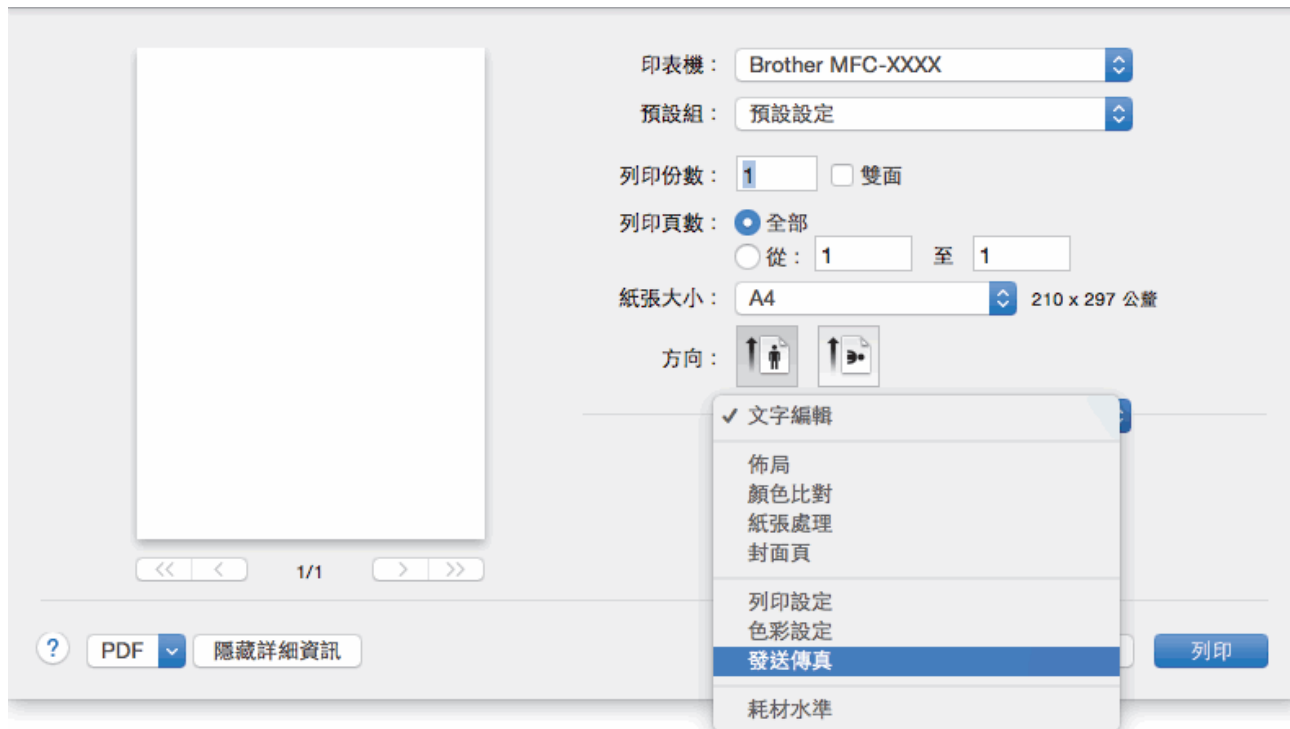 印表機： Brother MFC-XXXX
預設組： 預設設定
列印份數： 1 雙面
列印頁數： 全部
從： 1 至 1
紙張大小： A4 210 x 297 公釐
方向：
✓ 文字編輯
佈局
顏色比對
紙張處理
封面頁
1/1
列印設定
色彩設定
發送傳真
耗材水準
? PDF 隱藏詳細資訊 列印